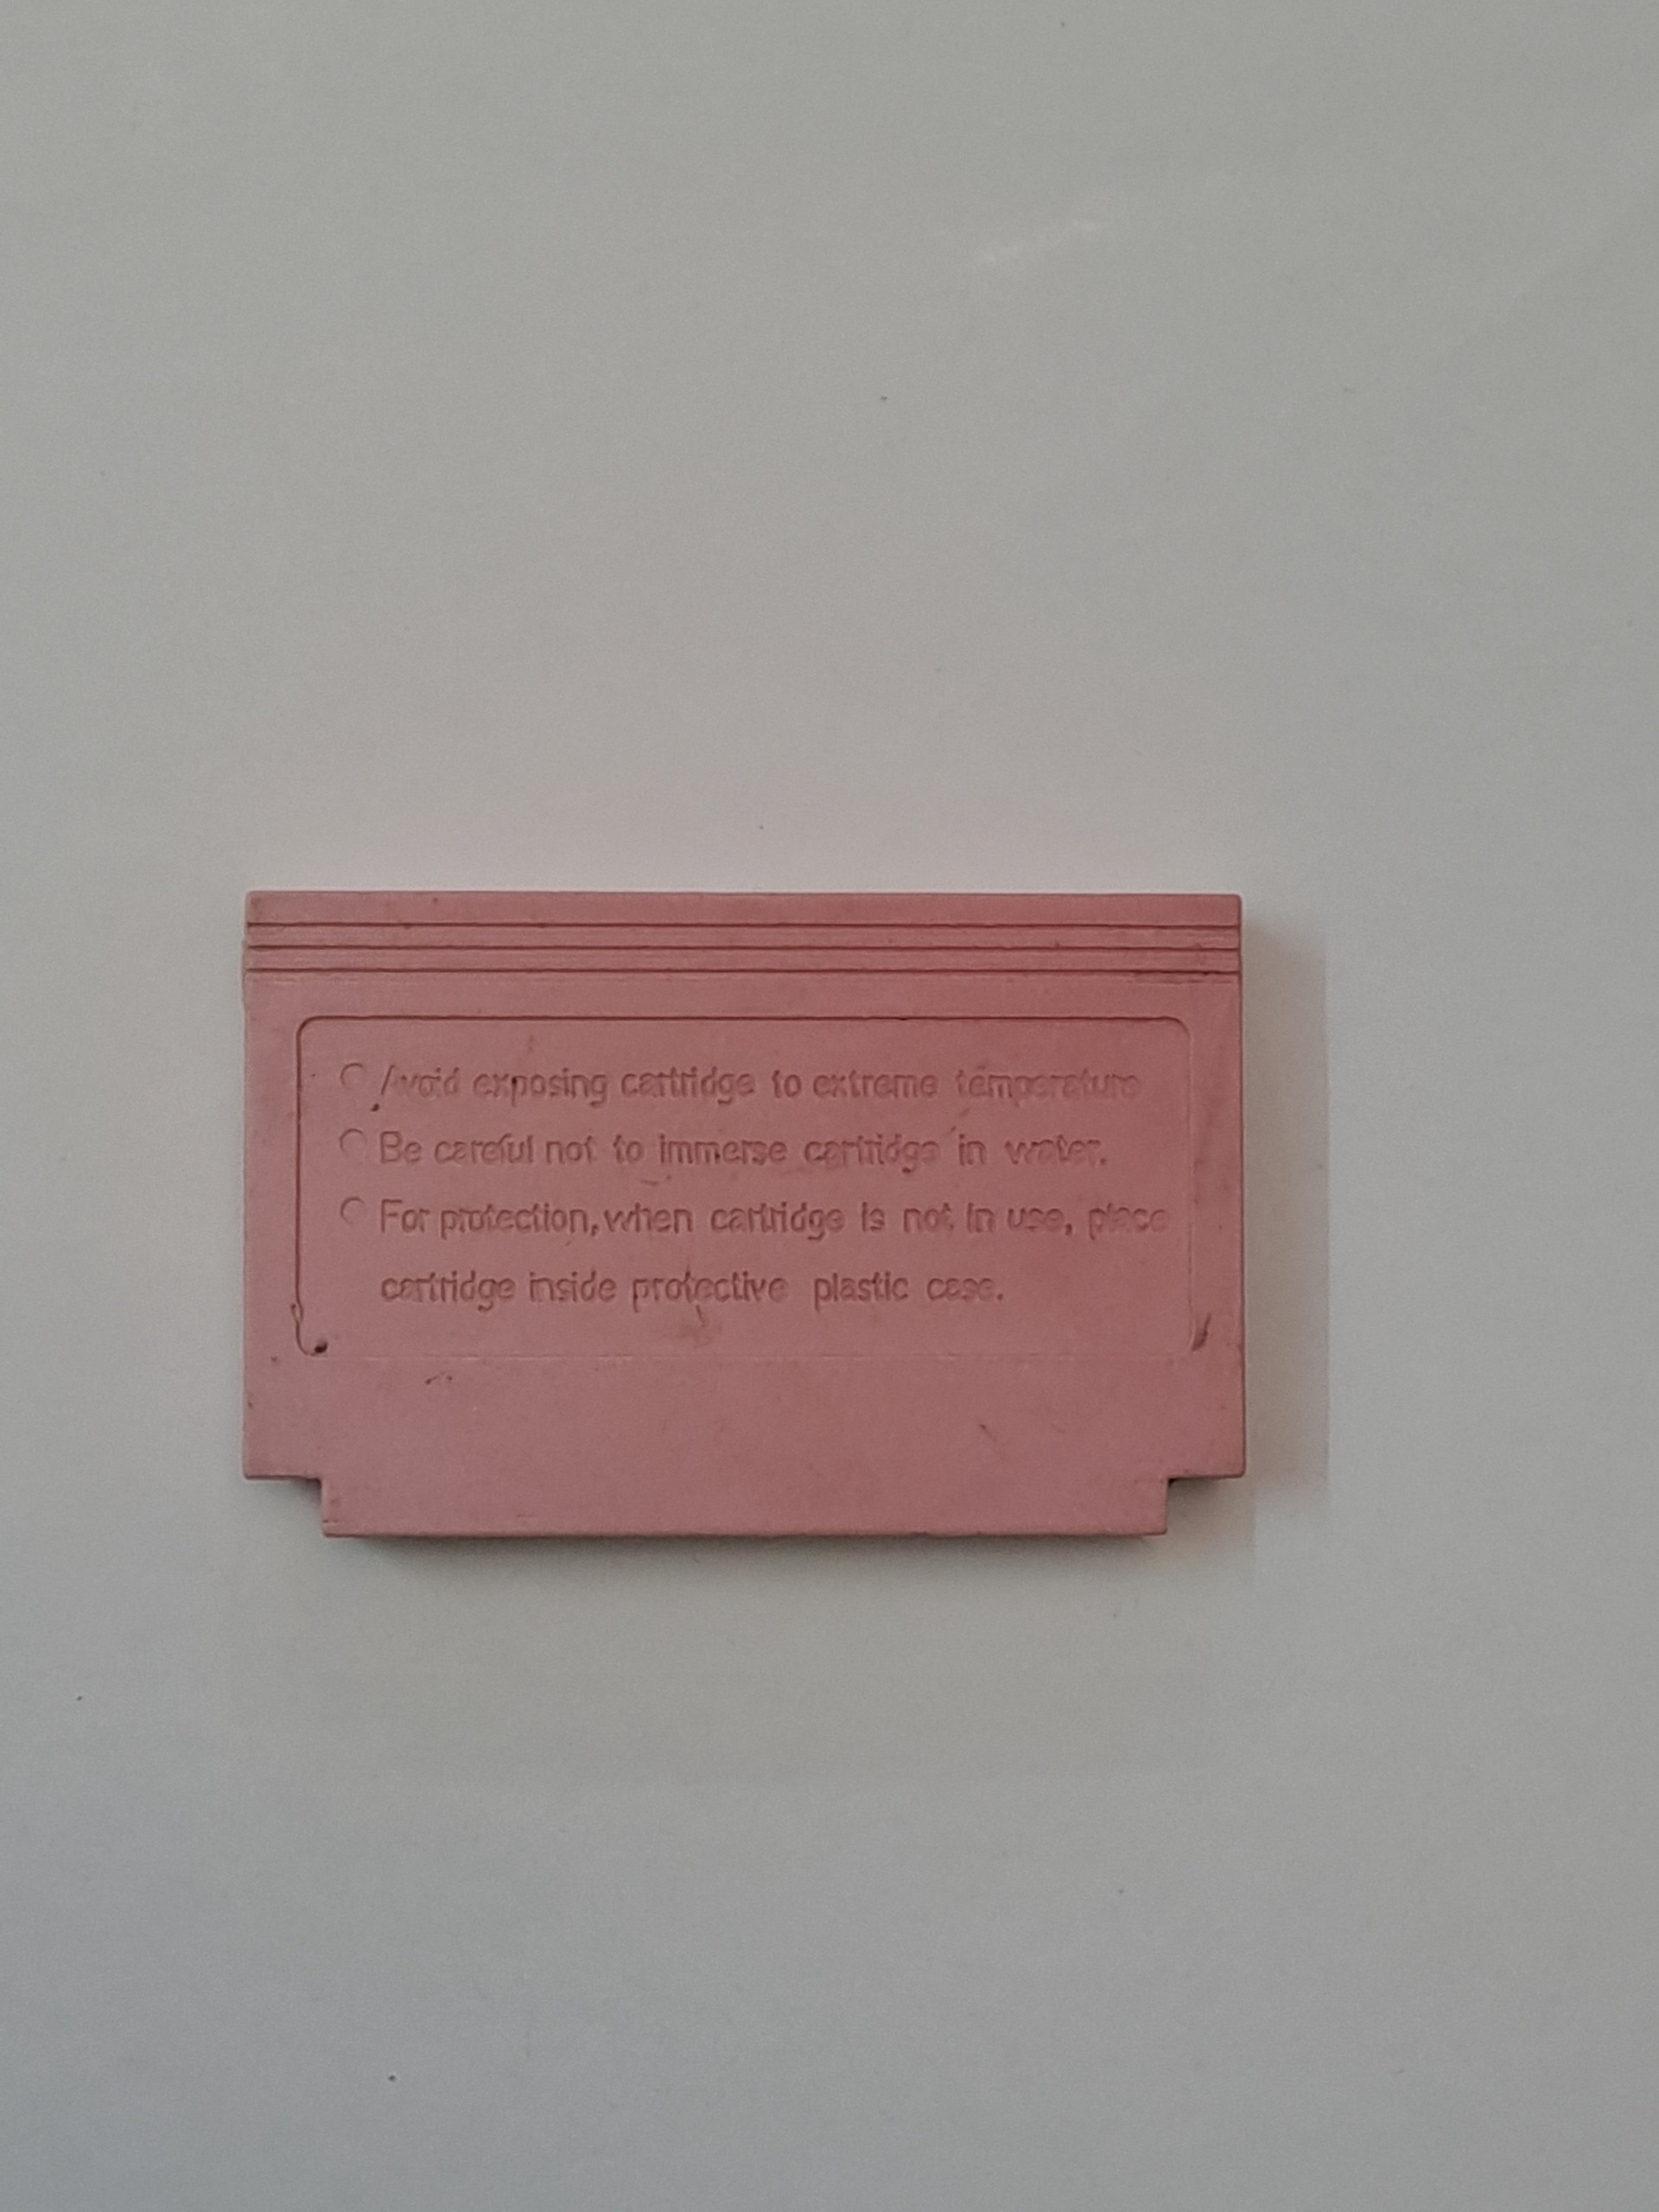 Avoid exposing cartridge to extreme temperature
Be careful not to immerse cartridge in water.
For protection, when cartridge is not in use, place
cartridge inside protective plastic case.